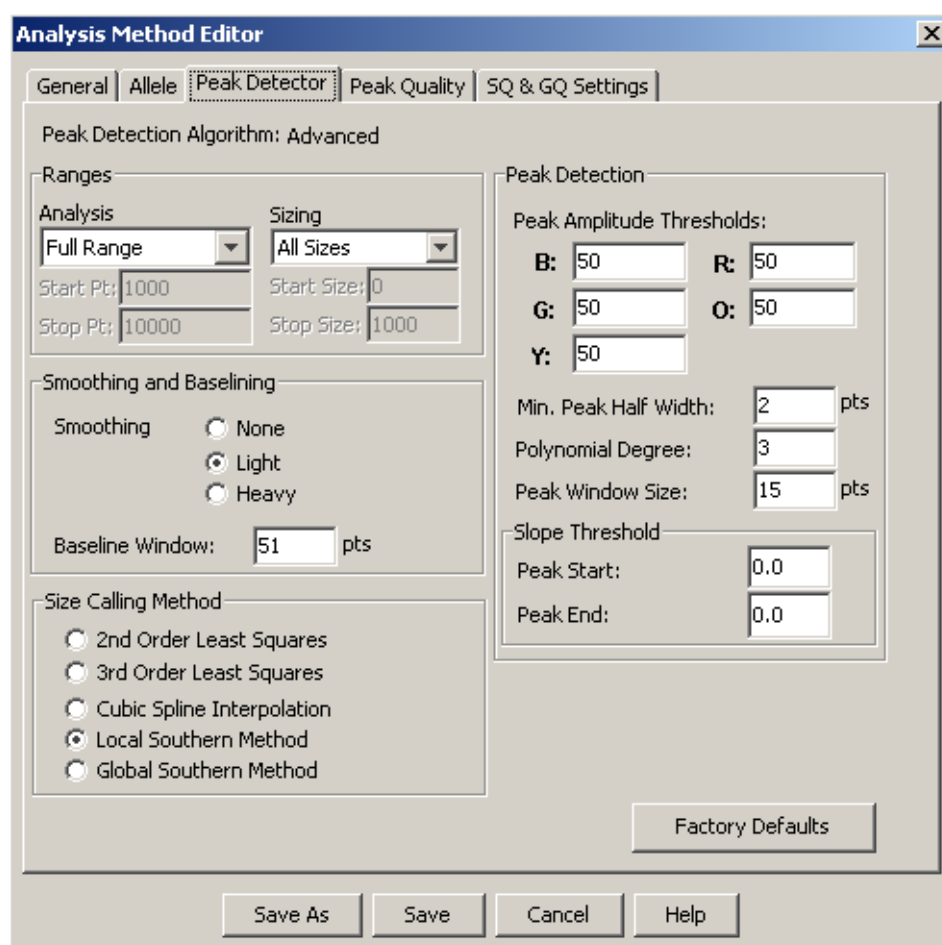 Analysis Method Editor
General Allele Peak Detector Peak Quality SQ & GQ Settings
Peak Detection Algorithm: Advanced
Ranges
Analysis Sizing
Full Range All Sizes
Start Pt: 1000 Start Size: 0
Stop Pt: 10000 Stop Size: 1000
Smoothing and Baselining
Smoothing None
Light
Heavy
Baseline Window: 51 pts
Size Calling Method
2nd Order Least Squares
3rd Order Least Squares
Cubic Spline Interpolation
Local Southern Method
Global Southern Method
Peak Detection
Peak Amplitude Thresholds:
B: 50 R: 50
G: 50 O: 50
Y: 50
Min. Peak Half Width: 2 pts
Polynomial Degree: 3
Peak Window Size: 15 pts
Slope Threshold
Peak Start: 0.0
Peak End: 0.0
Factory Defaults
Save As Save Cancel Help